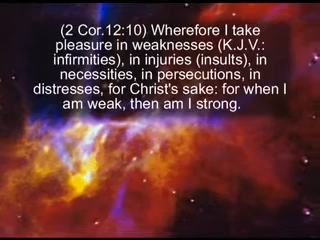 (2 Cor.12:10) Wherefore I take
pleasure in weaknesses (K.J.V.:
infirmities), in injuries (insults), in
necessities, in persecutions, in
distresses, for Christ's sake: for when I
am weak, then am I strong.